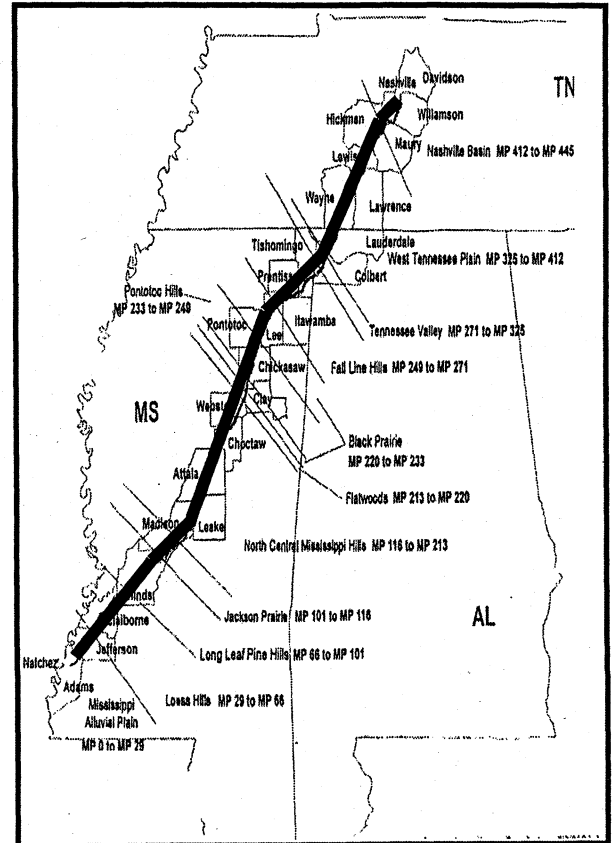 Davidson
Nashville
TN
Hickman
Willamson
Maury
Nashville Basin MP 412 to MP 445
Lewis
Wayne
Lawrence
Lauderdale
Tishomingo
West Tennessee Plain MP 325 to MP 412
Colbert
Prentiss
Pontotoc Hills
MP 233 to MP 249
Itawamba
Tennessee Valley MP 271 to MP 325
Pontotoc
Lee
Fall Line Hills MP 249 to MP 271
Chickasaw
MS
Clay
Webst
Choctaw
Black Prairie
MP 220 to MP 233
Attala
Flatwoods MP 213 to MP 220
Madison
Leake
North Central Mississippi Hills MP 116 to MP 213
Hinds
Jackson Prairie MP 101 to MP 116
AL
Claiborne
Jefferson
Long Leaf Pine Hills MP 66 to MP 101
Natchez
Adams
Loess Hills MP 29 to MP 66
Mississippi
Alluvial Plain
MP 0 to MP 29